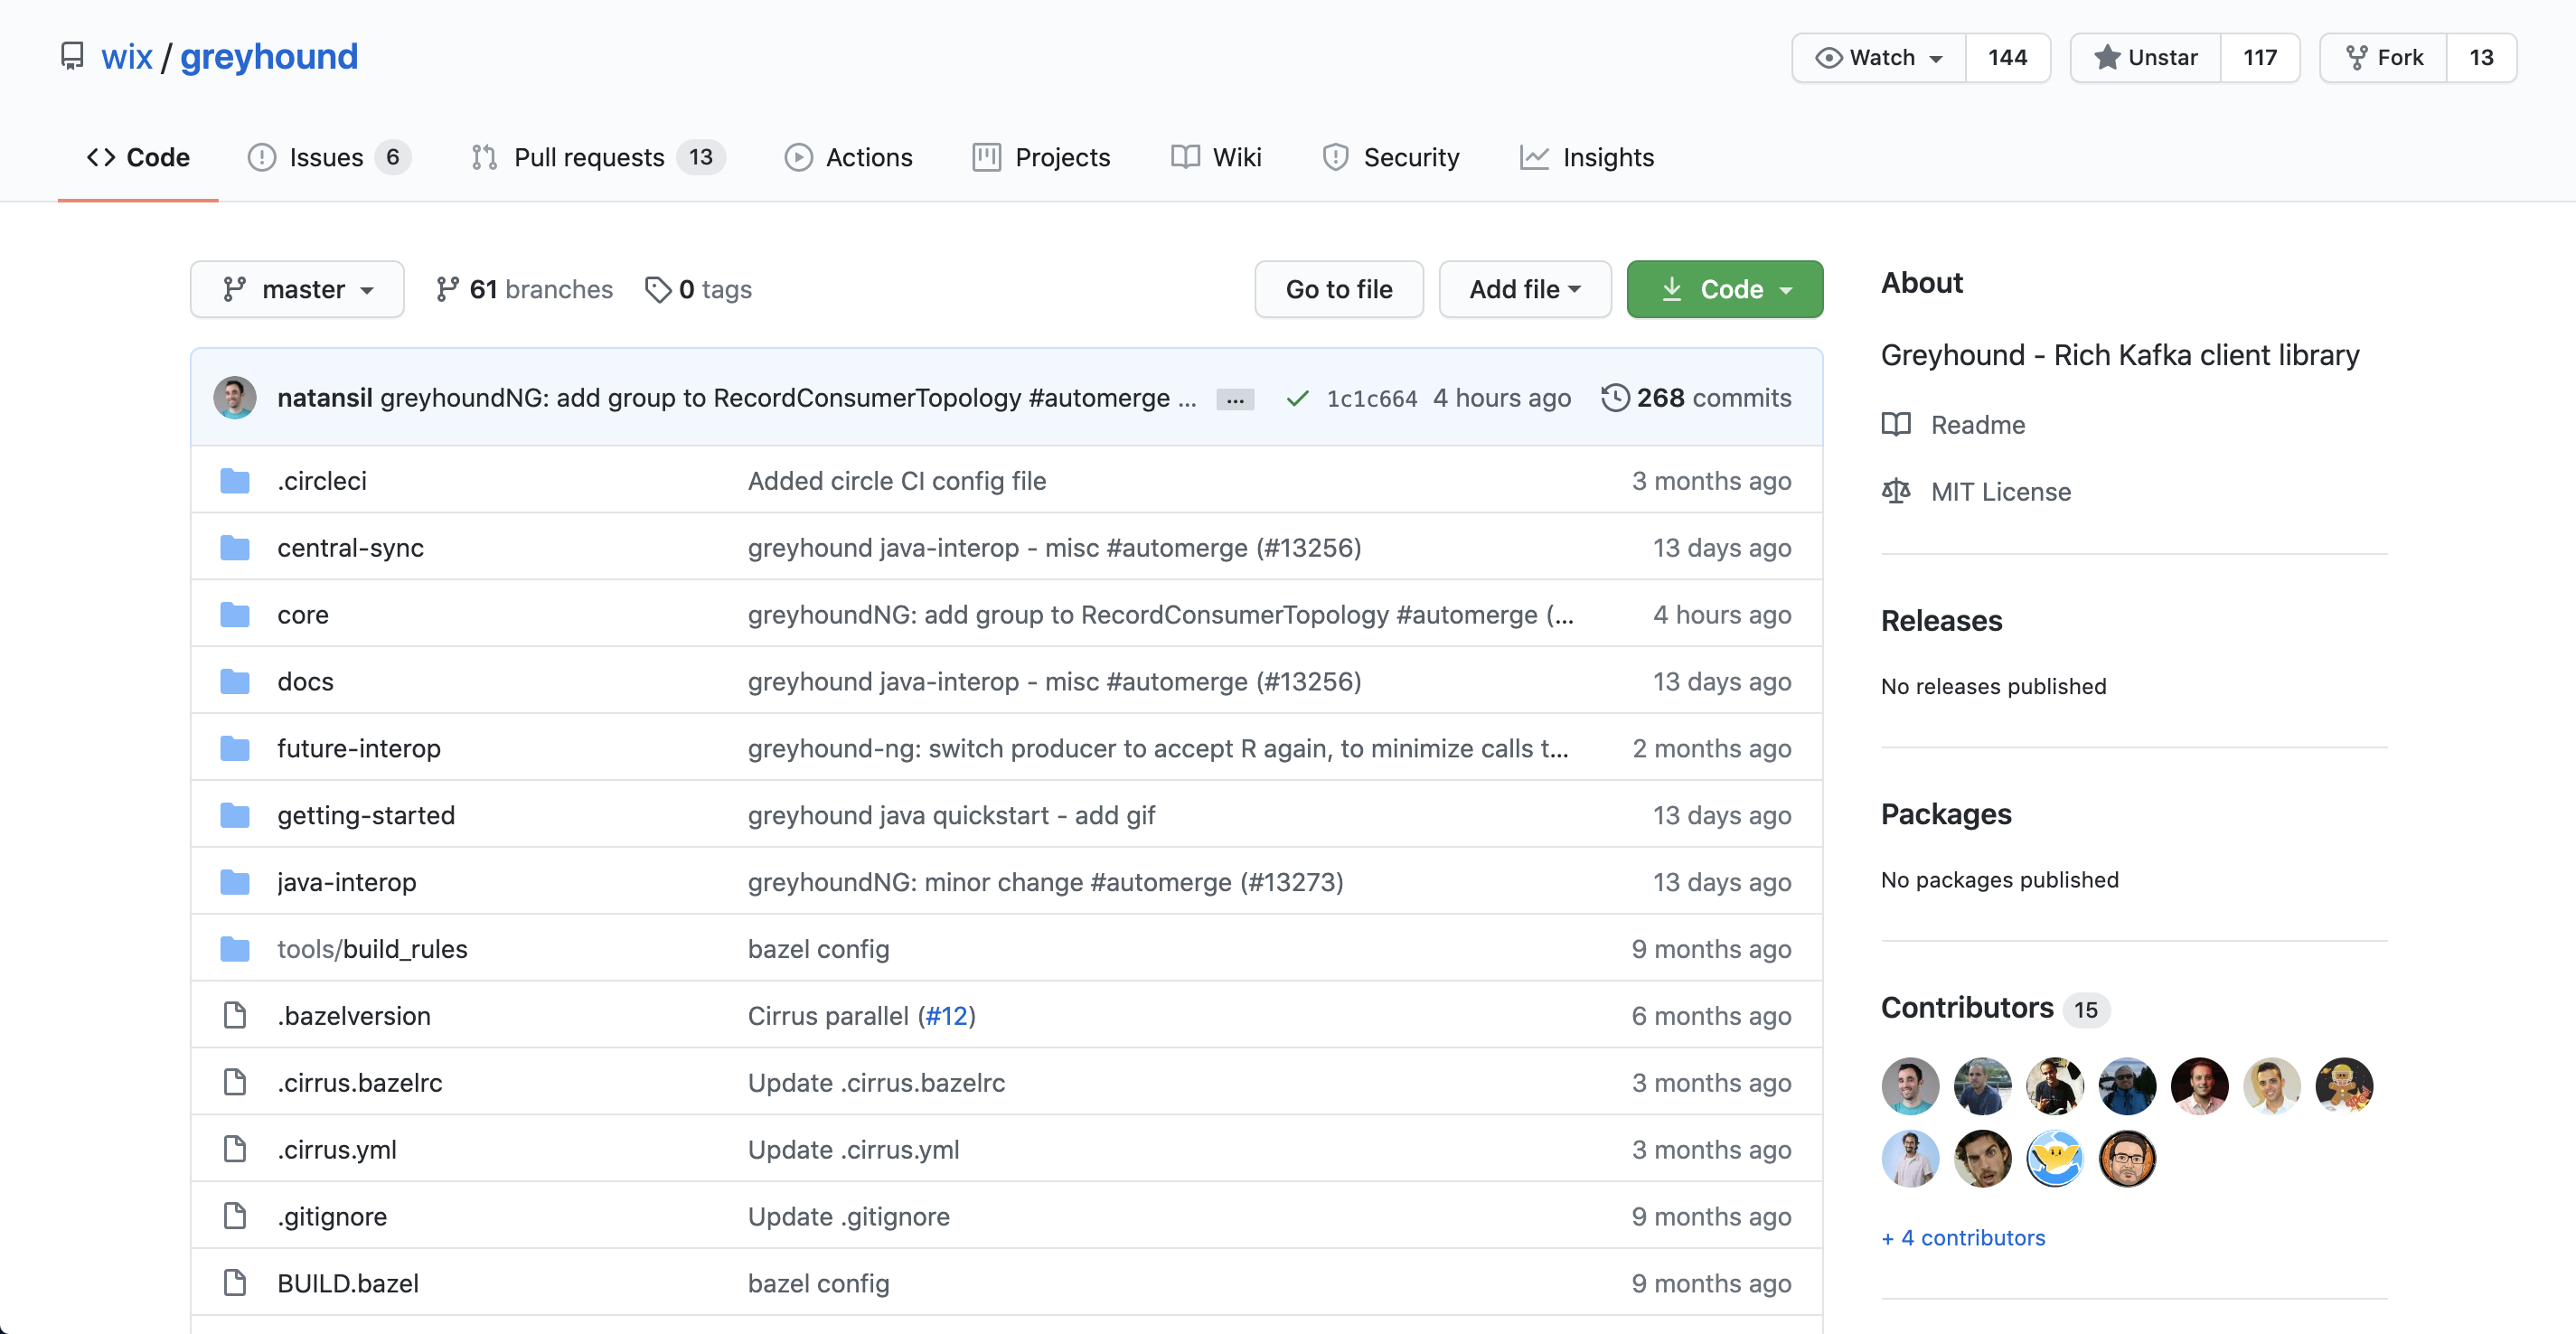 wix / greyhound
Watch 144
Unstar 117
Fork 13
Code
Issues 6
Pull requests 13
Actions
Projects
Wiki
Security
Insights
master
61 branches
0 tags
Go to file
Add file
Code
natansil greyhoundNG: add group to RecordConsumerTopology #automerge ... ... 1c1c664 4 hours ago 268 commits
.circleci Added circle CI config file 3 months ago
central-sync greyhound java-interop - misc #automerge (#13256) 13 days ago
core greyhoundNG: add group to RecordConsumerTopology #automerge (... 4 hours ago
docs greyhound java-interop - misc #automerge (#13256) 13 days ago
future-interop greyhound-ng: switch producer to accept R again, to minimize calls t... 2 months ago
getting-started greyhound java quickstart - add gif 13 days ago
java-interop greyhoundNG: minor change #automerge (#13273) 13 days ago
tools/build_rules bazel config 9 months ago
.bazelversion Cirrus parallel (#12) 6 months ago
.cirrus.bazelrc Update .cirrus.bazelrc 3 months ago
.cirrus.yml Update .cirrus.yml 3 months ago
.gitignore Update .gitignore 9 months ago
BUILD.bazel bazel config 9 months ago
About
Greyhound - Rich Kafka client library
Readme
MIT License
Releases
No releases published
Packages
No packages published
Contributors 15
+ 4 contributors